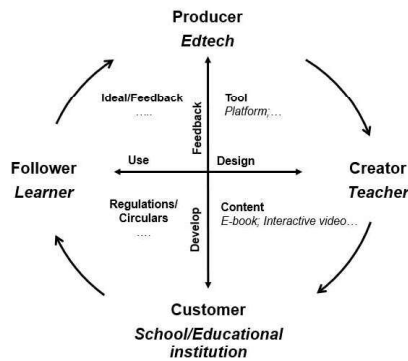 Producer
Edtech
Ideal/Feedback
.....
Feedback
Tool
Platform;...
Follower
Learner
Use
Design
Creator
Teacher
Regulations/
Circulars
....
Develop
Content
E-book; Interactive video...
Customer
School/Educational
institution